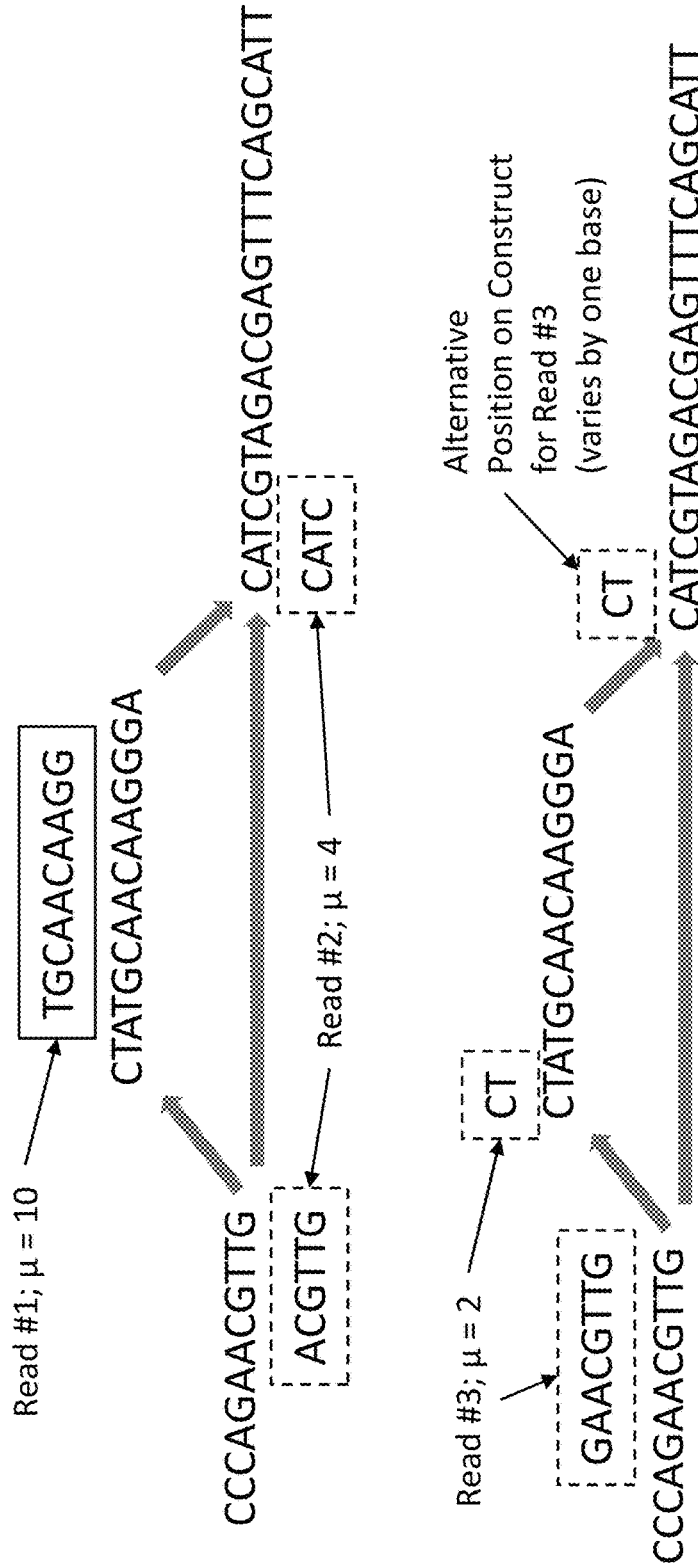 Read #1; µ = 10
TGCAACAAGG
CTATGCAACAAGGGA
CCCAGAACGTTG
CATCGTAGACGAGTTTCAGCATT
ACGTTG
CATC
Read #2; µ = 4
Read #3; µ = 2
CT
Alternative
Position on Construct
for Read #3
(varies by one base)
CTATGCAACAAGGGA
CT
GAACGTTG
CCCAGAACGTTG
CATCGTAGACGAGTTTCAGCATT